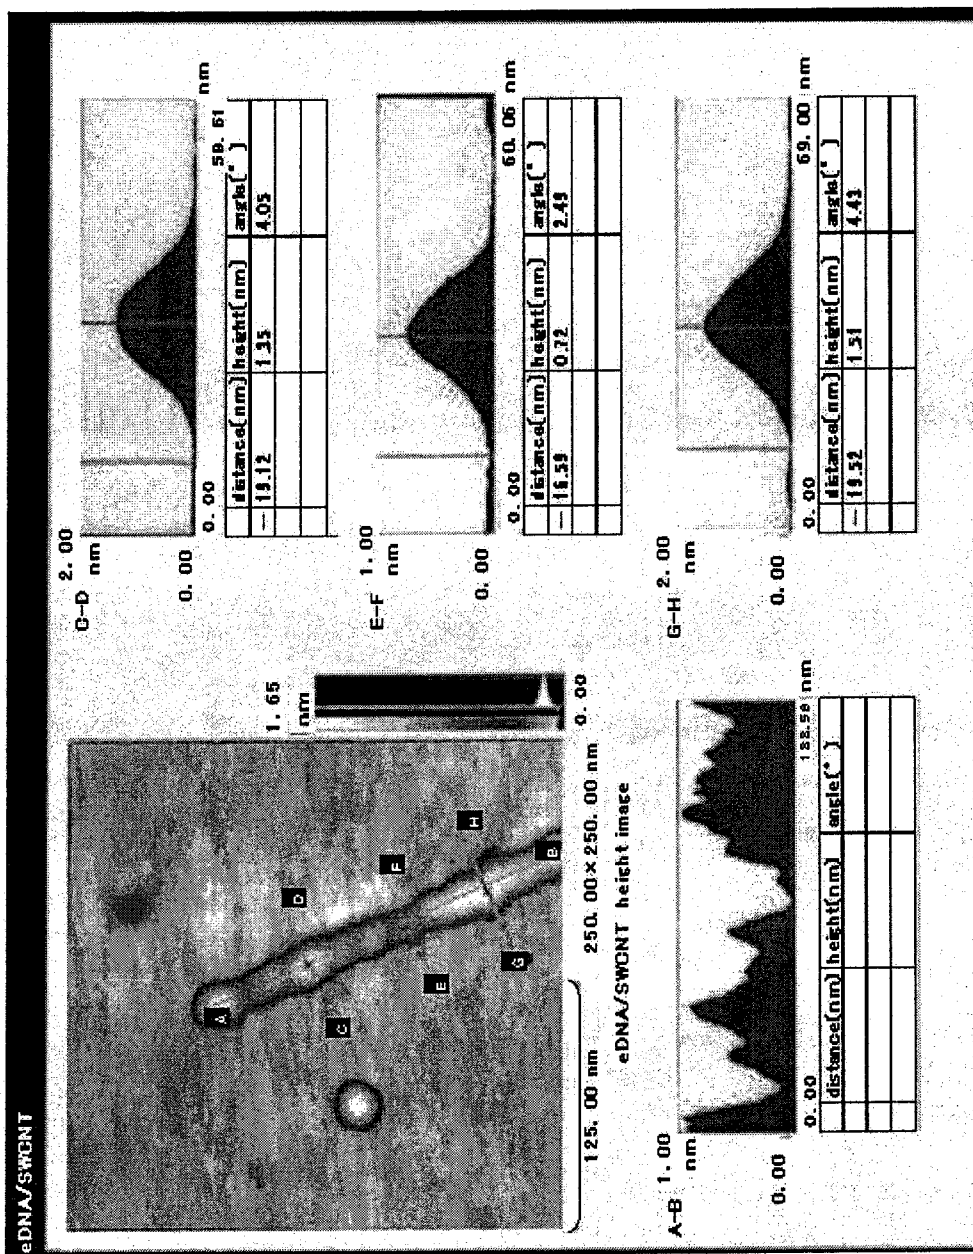 eDNA/SWCNT
A
B
C
D
E
F
G
H
1.65
nm
0.00
125.00 nm
250.00×250.00 nm
eDNA/SWCNT height image
C-D 2.00
nm
0.00
0.00 nm
distance(nm) height(nm) angle(°)
— 19.12 1.35 4.05
E-F 1.00
nm
0.00
0.00 60.06 nm
distance(nm) height(nm) angle(°)
— 16.59 0.72 2.49
A-B 1.00
nm
0.00
0.00 nm
distance(nm) height(nm) angle(°)
G-H 2.00
nm
0.00
0.00 69.00 nm
distance(nm) height(nm) angle(°)
— 19.52 1.51 4.43